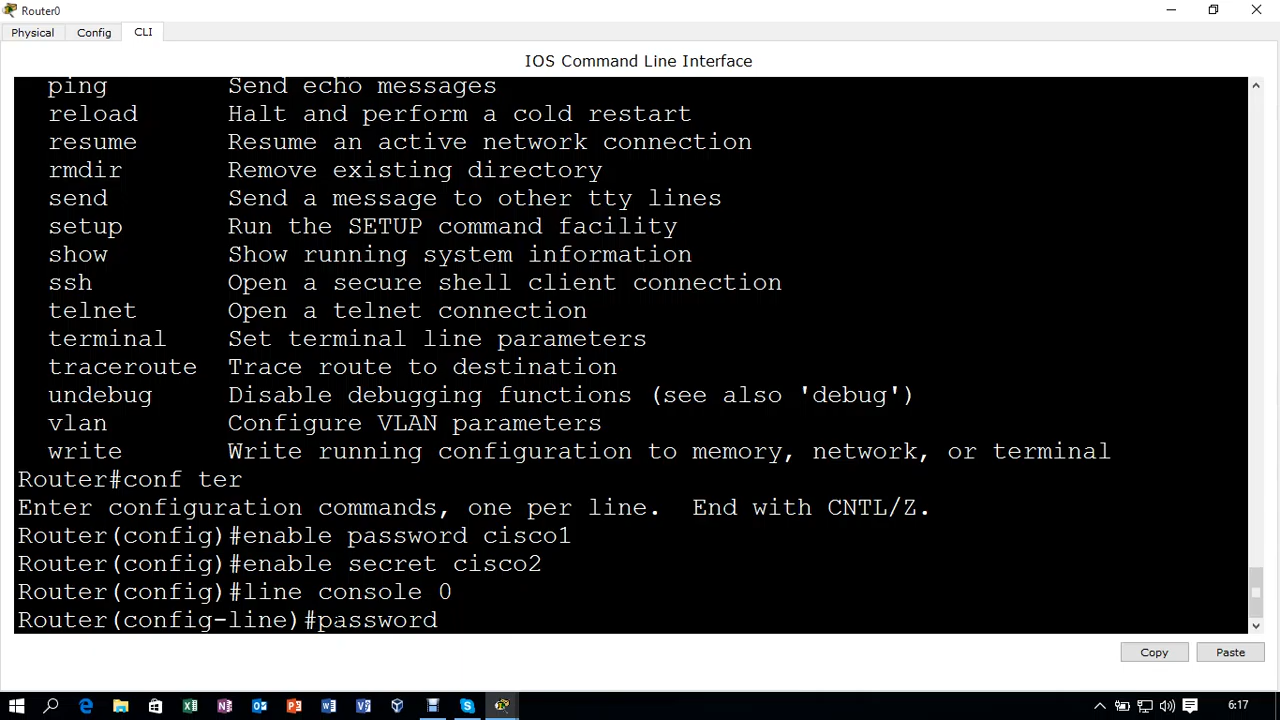 Router0
Physical Config CLI
IOS Command Line Interface
ping Send echo messages
reload Halt and perform a cold restart
resume Resume an active network connection
rmdir Remove existing directory
send Send a message to other tty lines
setup Run the SETUP command facility
show Show running system information
ssh Open a secure shell client connection
telnet Open a telnet connection
terminal Set terminal line parameters
traceroute Trace route to destination
undebug Disable debugging functions (see also 'debug')
vlan Configure VLAN parameters
write Write running configuration to memory, network, or terminal
Router#conf ter
Enter configuration commands, one per line. End with CNTL/Z.
Router(config)#enable password cisco1
Router(config)#enable secret cisco2
Router(config)#line console 0
Router(config-line)#password
Copy Paste
6:17